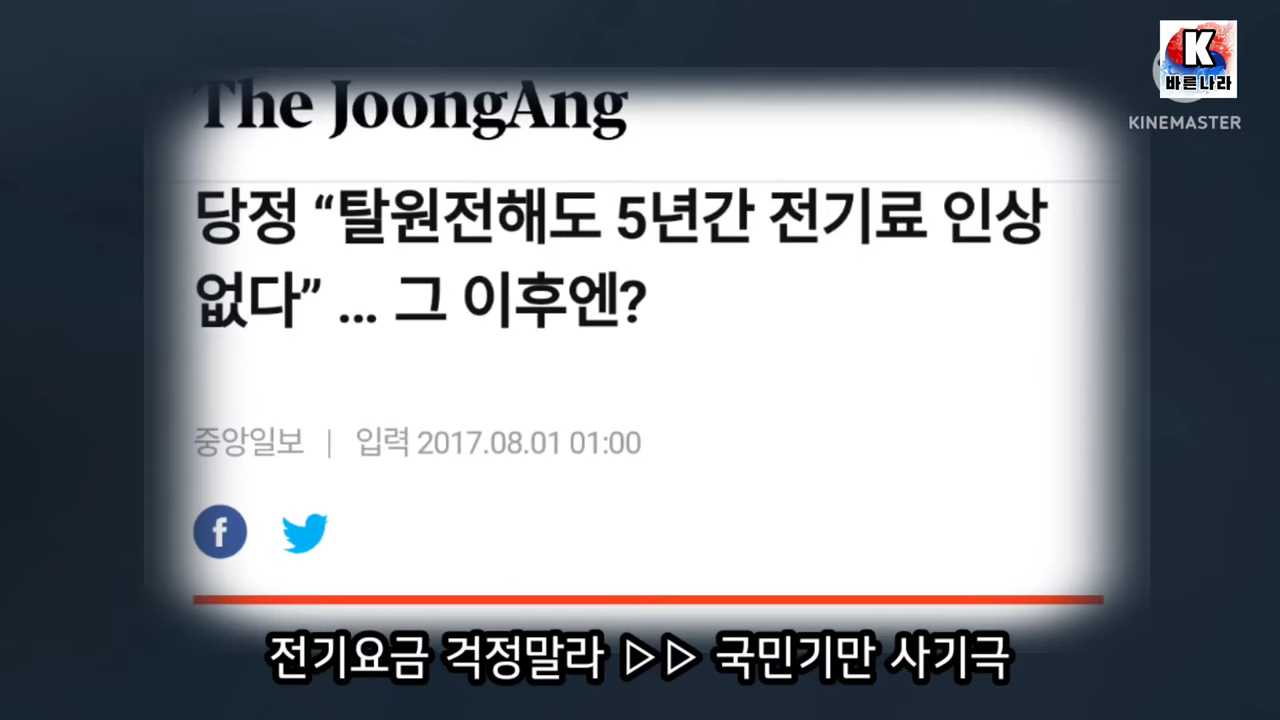 K
바른나라
KINEMASTER
The JoongAng
당정 “탈원전해도 5년간 전기료 인상
없다” ... 그 이후엔?
중앙일보 | 입력 2017.08.01 01:00
f
전기요금 걱정말라 ▷▷ 국민기만 사기극